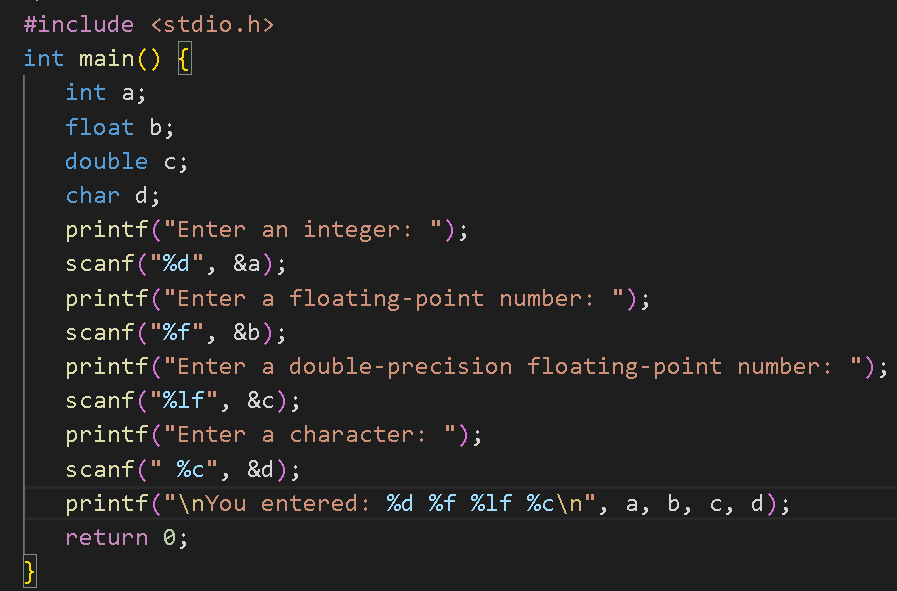 #include <stdio.h>
int main() {
int a;
float b;
double c;
char d;
printf("Enter an integer: ");
scanf("%d", &a);
printf("Enter a floating-point number: ");
scanf("%f", &b);
printf("Enter a double-precision floating-point number: ");
scanf("%lf", &c);
printf("Enter a character: ");
scanf(" %c", &d);
printf("\nYou entered: %d %f %lf %c\n", a, b, c, d);
return 0;
}